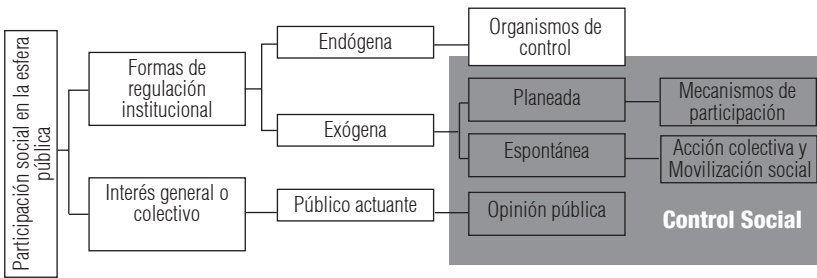 Participación social en la esfera
pública
Formas de
regulación
institucional
Interés general o
colectivo
Endógena
Exógena
Público actuante
Organismos de
control
Planeada
Espontánea
Opinión pública
Mecanismos de
participación
Acción colectiva y
Movilización social
Control Social